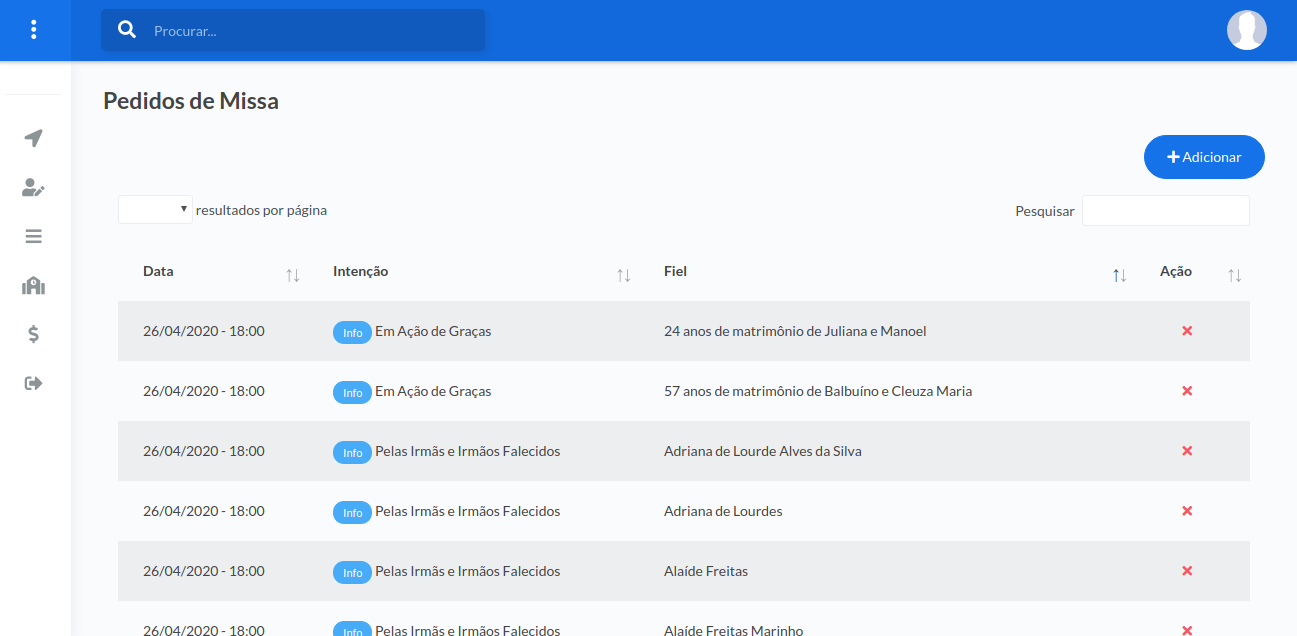 Procurar...
Pedidos de Missa
Adicionar
resultados por página
Pesquisar
Data Intenção Fiel Ação
26/04/2020 - 18:00 Info Em Ação de Graças 24 anos de matrimônio de Juliana e Manoel
26/04/2020 - 18:00 Info Em Ação de Graças 57 anos de matrimônio de Balbuíno e Cleuza Maria
26/04/2020 - 18:00 Info Pelas Irmãs e Irmãos Falecidos Adriana de Lourde Alves da Silva
26/04/2020 - 18:00 Info Pelas Irmãs e Irmãos Falecidos Adriana de Lourdes
26/04/2020 - 18:00 Info Pelas Irmãs e Irmãos Falecidos Alaíde Freitas
26/04/2020 - 18:00 Info Pelas Irmãs e Irmãos Falecidos Alaíde Freitas Marinho